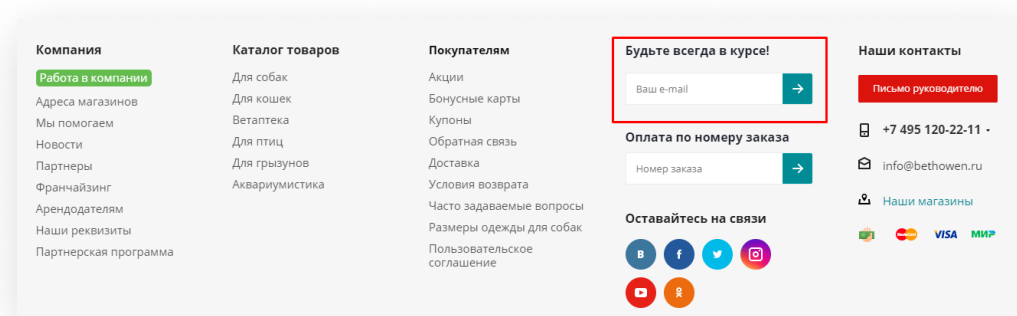 Компания
Работа в компании
Адреса магазинов
Мы помогаем
Новости
Партнеры
Франчайзинг
Арендодателям
Наши реквизиты
Партнерская программа
Каталог товаров
Для собак
Для кошек
Ветаптека
Для птиц
Для грызунов
Аквариумистика
Покупателям
Акции
Бонусные карты
Купоны
Обратная связь
Доставка
Условия возврата
Часто задаваемые вопросы
Размеры одежды для собак
Пользовательское
соглашение
Будьте всегда в курсе!
Ваш e-mail
Оплата по номеру заказа
Номер заказа
Оставайтесь на связи
Наши контакты
Письмо руководителю
+7 495 120-22-11
info@bethowen.ru
Наши магазины
VISA МИР